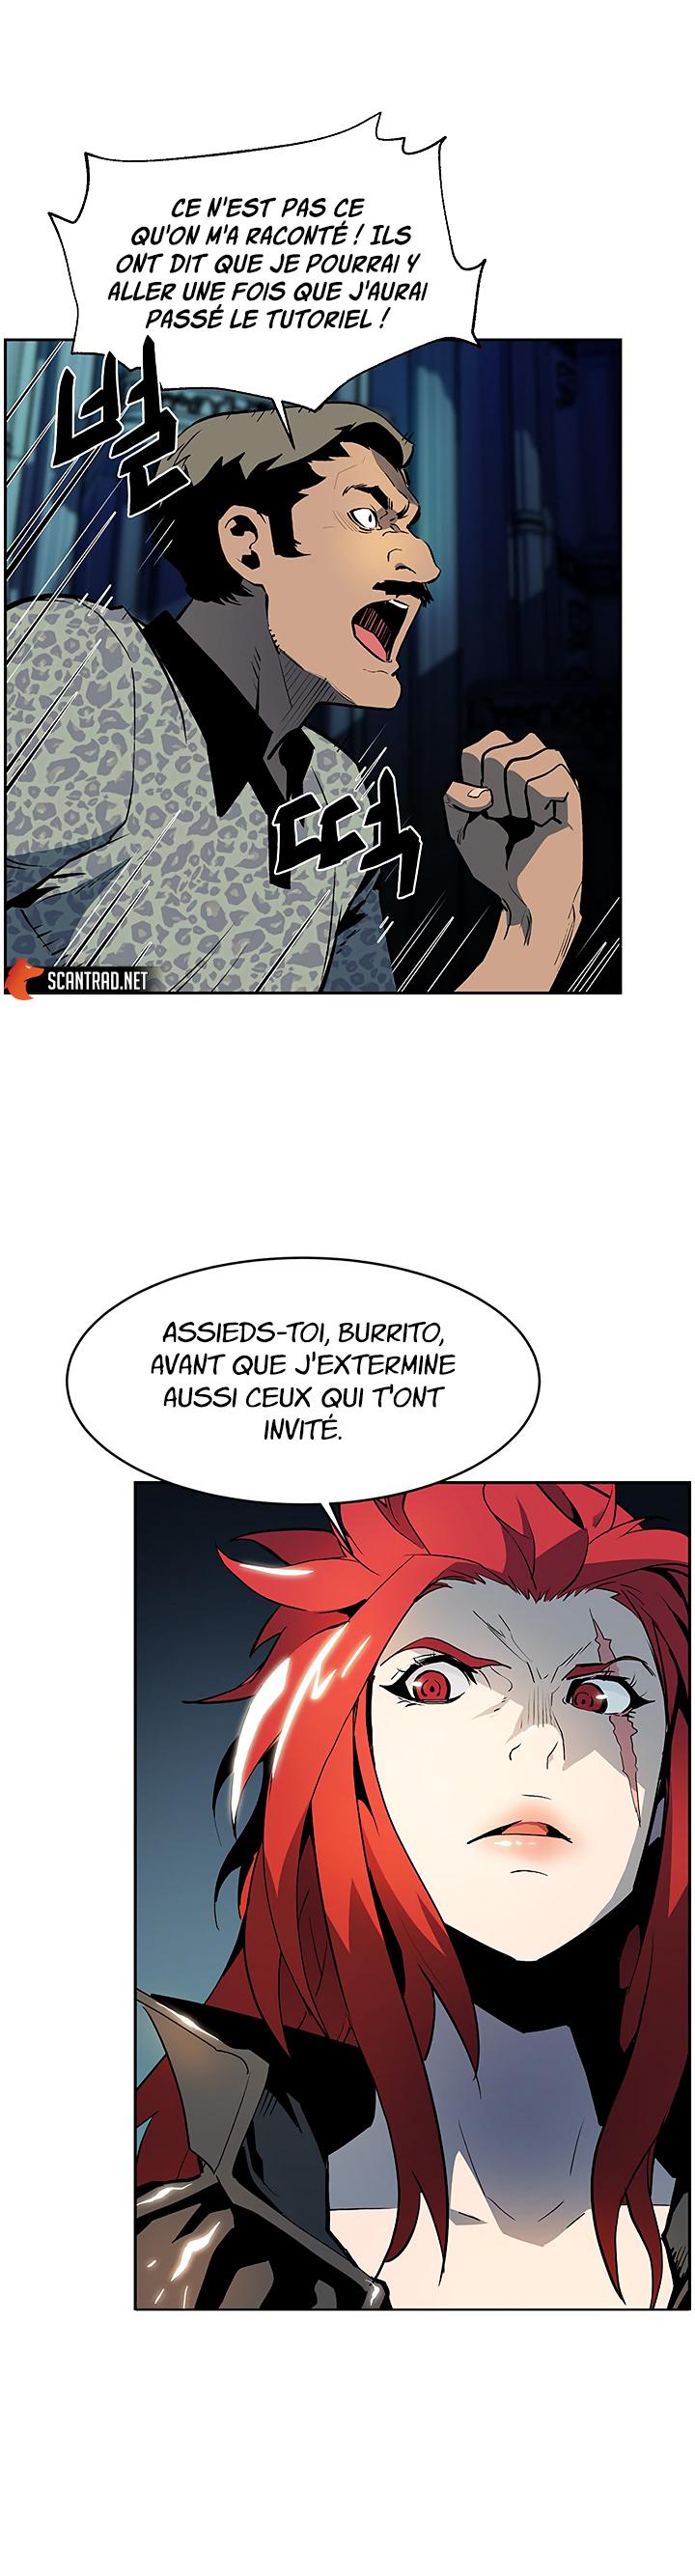 CE N'EST PAS CE
QU'ON M'A RACONTÉ ! ILS
ONT DIT QUE JE POURRAI Y
ALLER UNE FOIS QUE J'AURAI
PASSÉ LE TUTORIEL !
벌
떡
SCANTRAD.NET
ASSIEDS-TOI, BURRITO,
AVANT QUE J'EXTERMINE
AUSSI CEUX QUI T'ONT
INVITÉ.